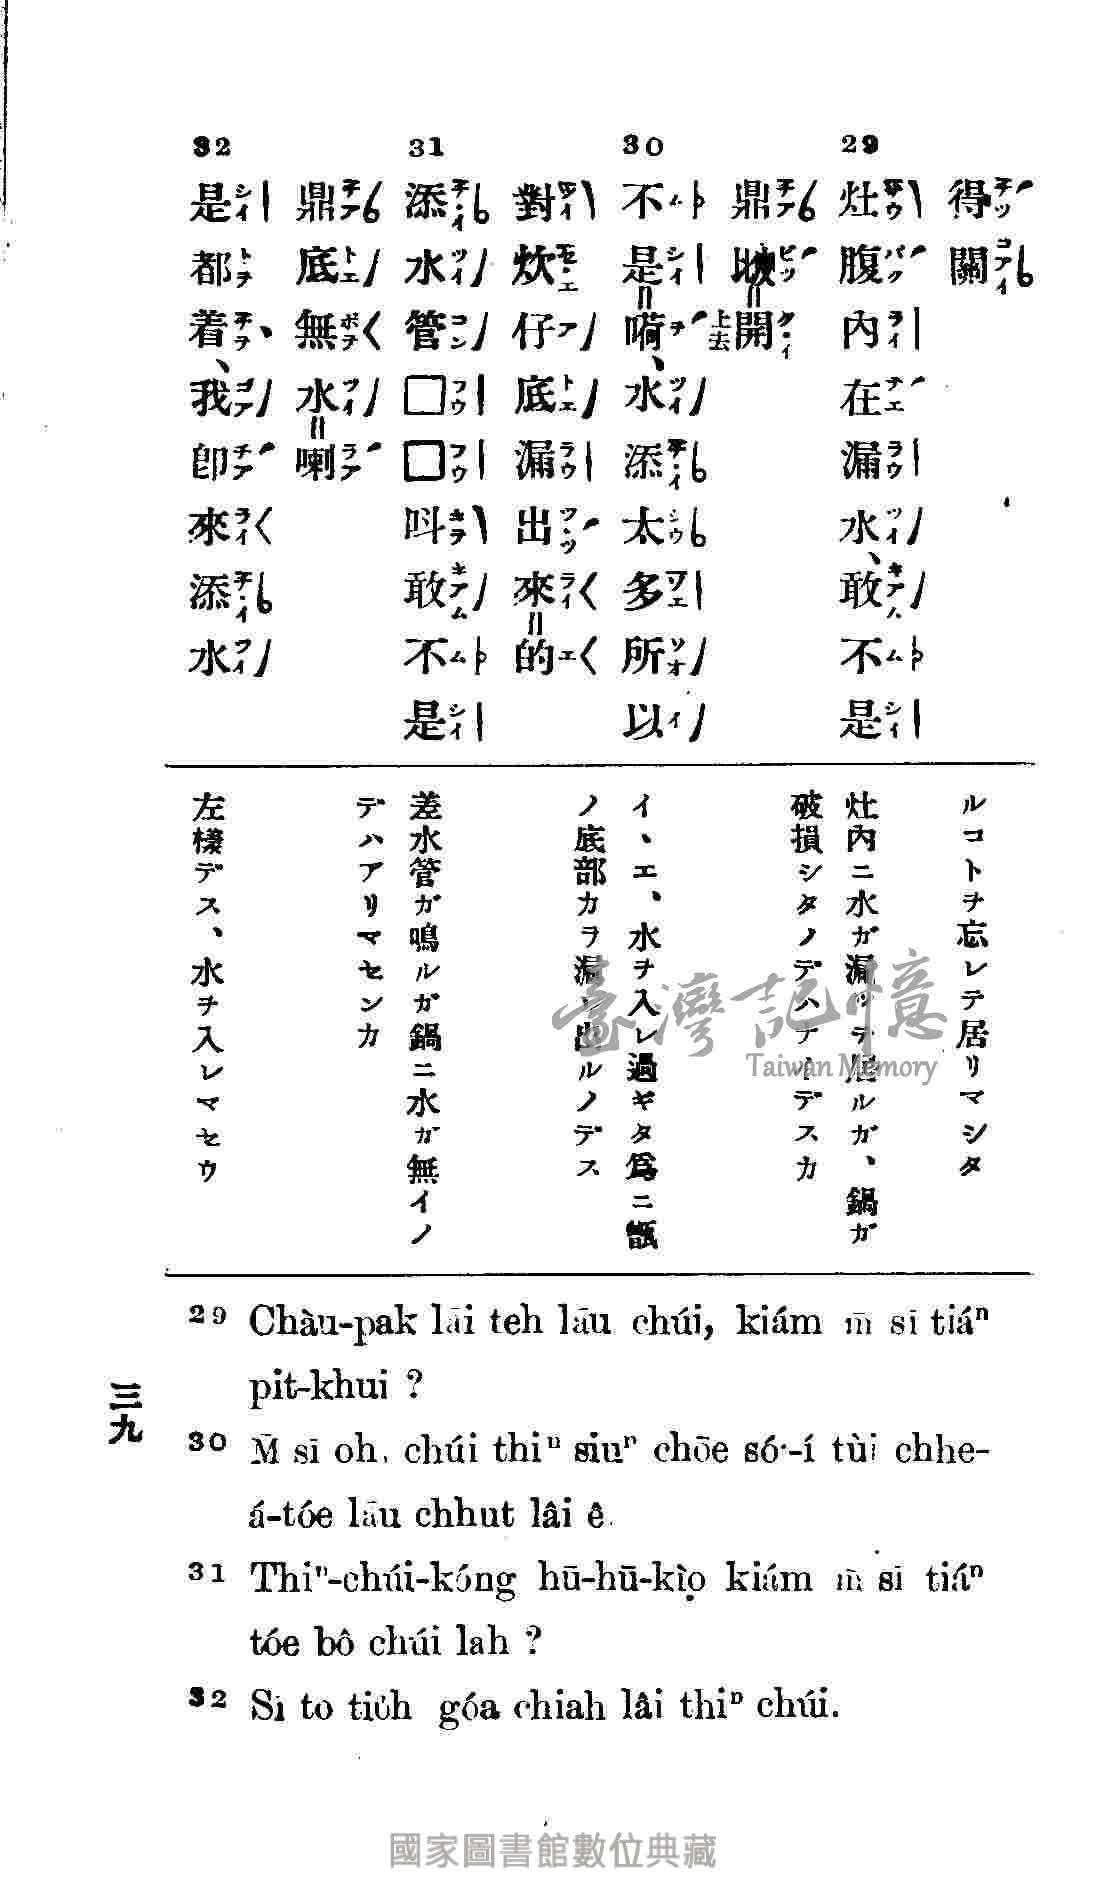 得關
29
灶腹內在漏水、敢不是
鼎必開
30
不是嗬、水添太多所以
對炊仔底漏出來的
31
添水管□□呌敢不是
鼎底無水喇
32
是都着、我即來添水
ルコトヲ忘レテ居リマシタ
灶内ニ水ガ漏ツテ居ルガ、鍋ガ
破損シタノデハナイデスカ
イヽエ、水ヲ入レ過ギタ爲ニ甑
ノ底部カラ漏レ出ルノデス
差水管ガ鳴ルガ鍋ニ水ガ無イノ
デハアリマセンカ
左樣デス、水ヲ入レマセウ
29 Chàu-pak lāi teh lāu chúi, kiám m̄ sī tiáⁿ
pit-khui ?
30 M̄ sī oh, chúi thiⁿ siuⁿ chōe só͘-í tùi chhe-
á-tóe lāu chhut lâi ê.
31 Thiⁿ-chúi-kóng hū-hū-kìo kiám m̄ sī tiáⁿ
tóe bô chúi lah ?
32 Sī to tio̍h góa chiah lâi thiⁿ chúi.
三九
臺灣記憶
Taiwan Memory
國家圖書館數位典藏